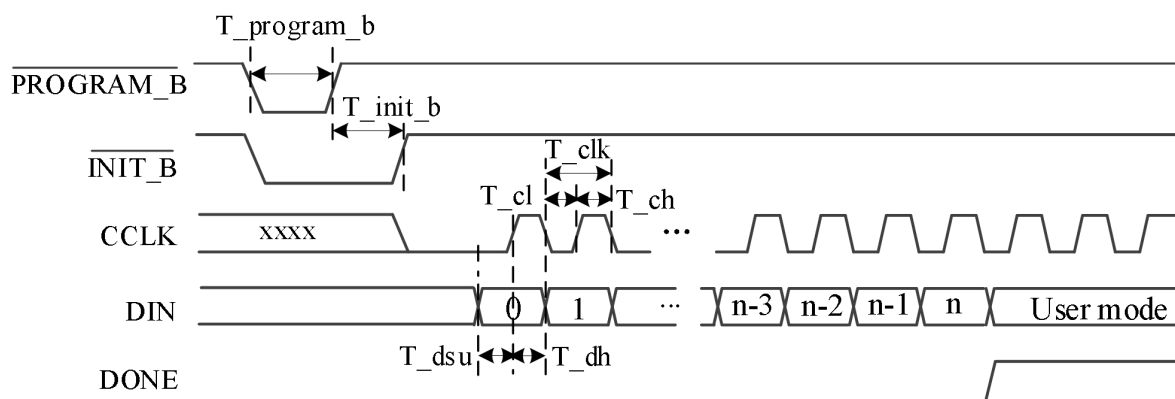 T_program_b
PROGRAM_B
T_init_b
INIT_B
T_clk
T_cl
T_ch
CCLK
xxxx
...
DIN
0
1
...
n-3
n-2
n-1
n
User mode
T_dsu
T_dh
DONE